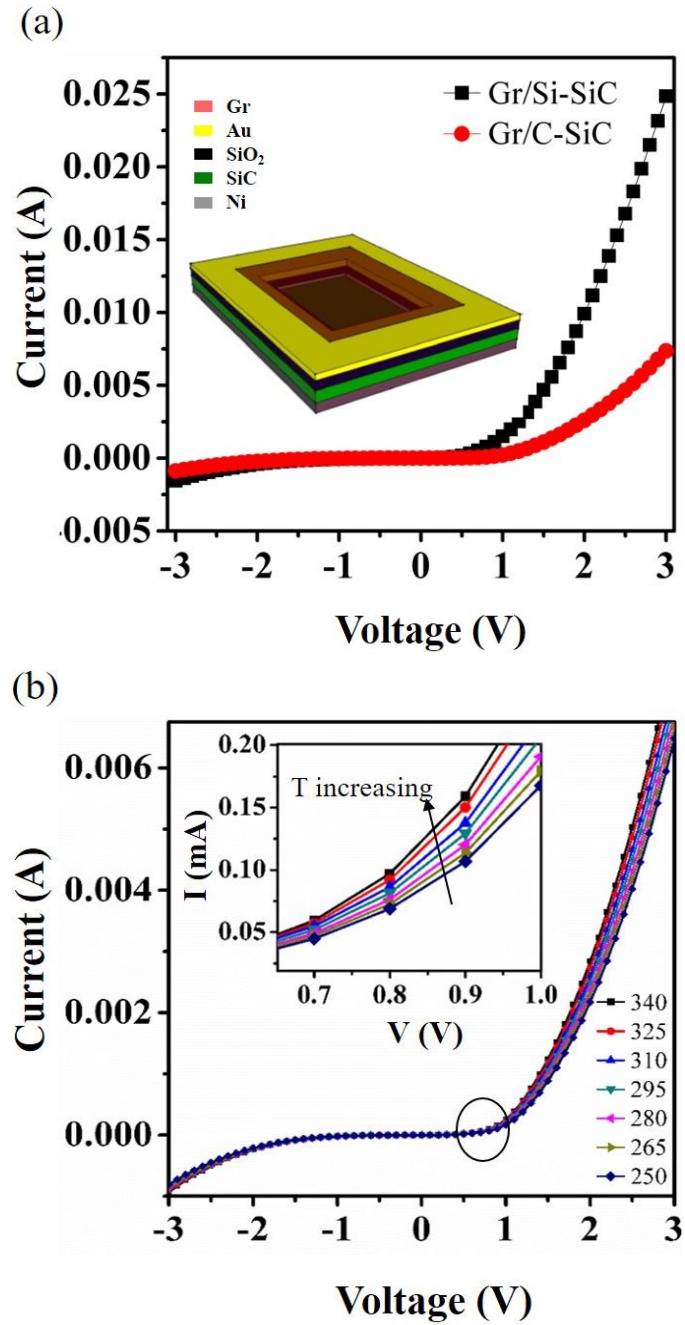 (a)
Current (A)
0.025
0.020
0.015
0.010
0.005
0.000
-0.005
Gr
Au
SiO₂
SiC
Ni
Gr/Si-SiC
Gr/C-SiC
-3 -2 -1 0 1 2 3
Voltage (V)
(b)
Current (A)
0.006
0.004
0.002
0.000
I (mA)
0.20
0.15
0.10
0.05
T increasing
0.7 0.8 0.9 1.0
V (V)
340
325
310
295
280
265
250
-3 -2 -1 0 1 2 3
Voltage (V)